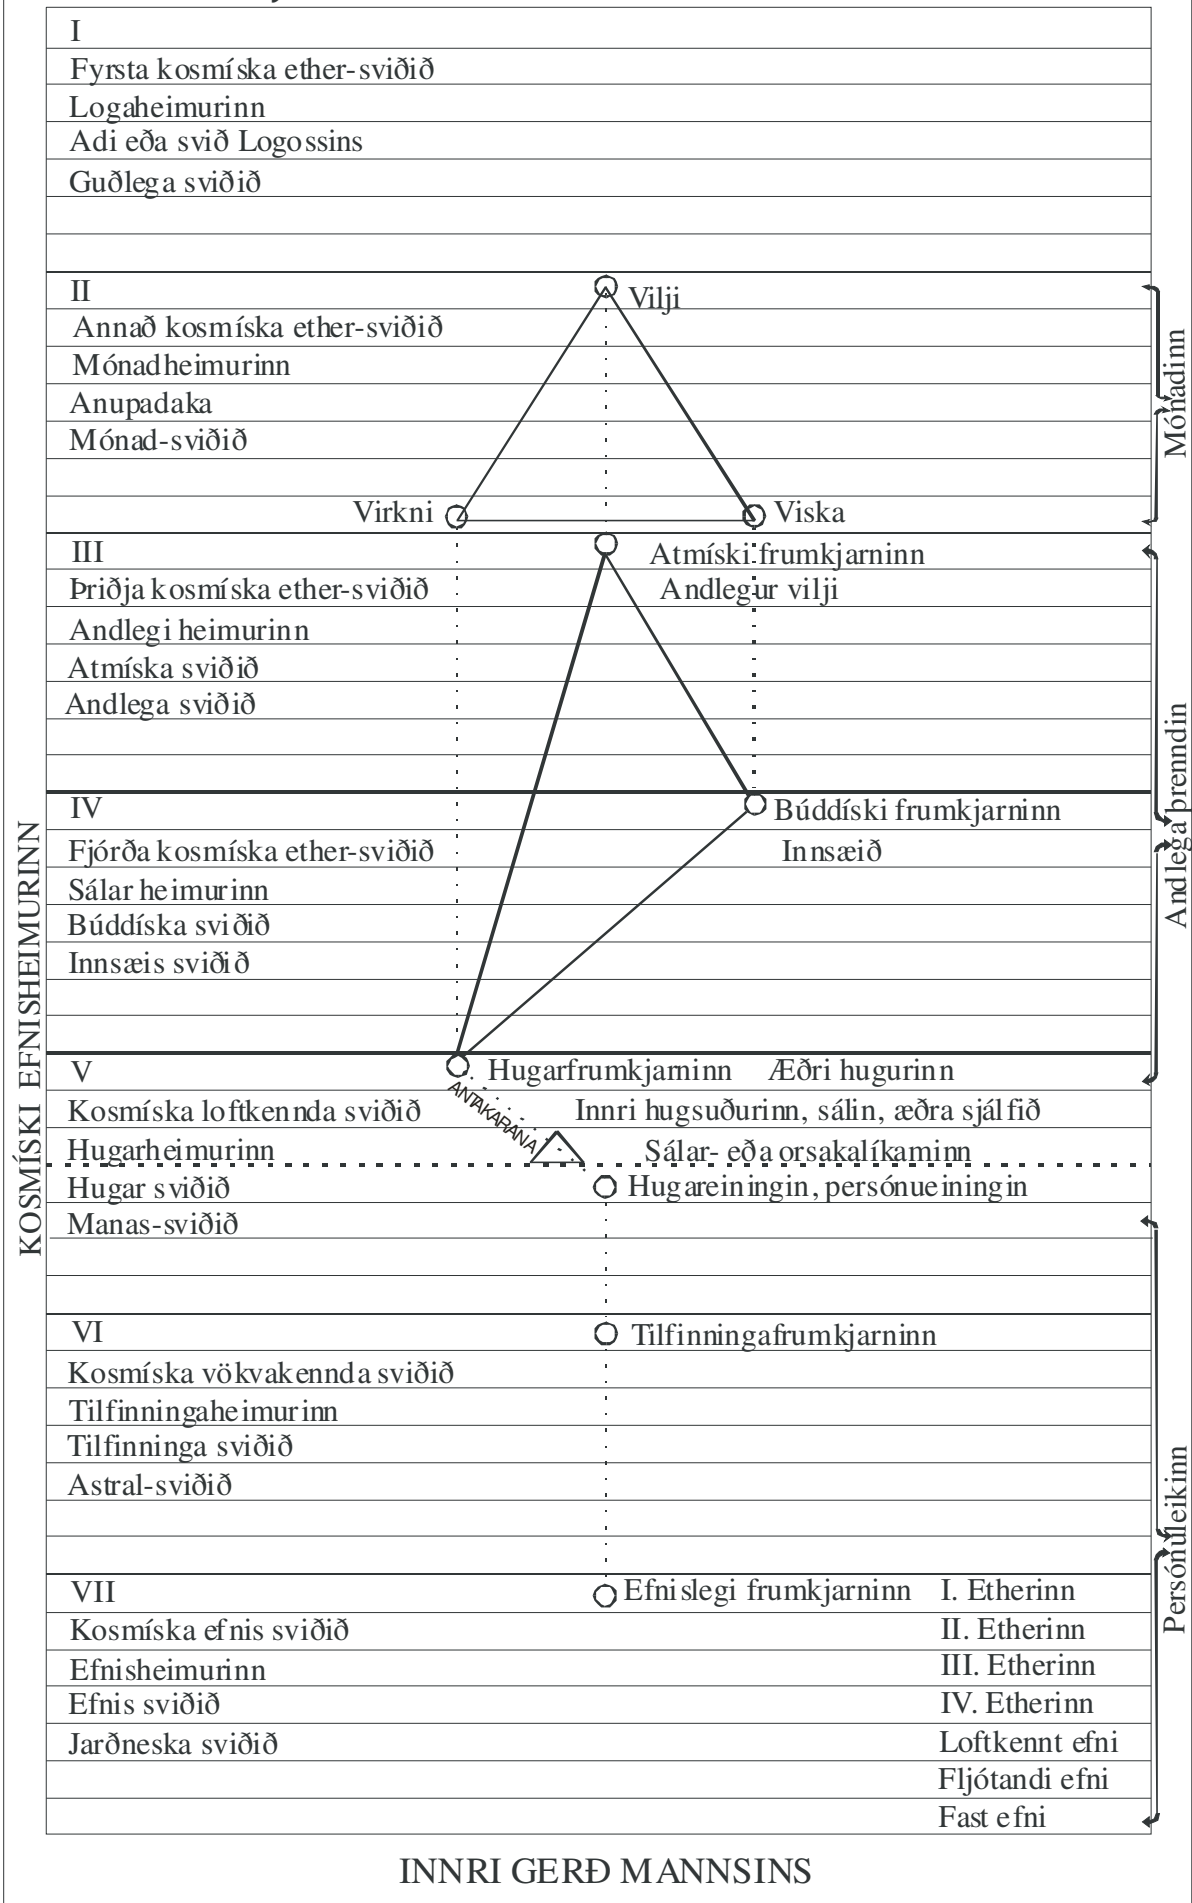 I
Fyrsta kosmíska ether-sviðið
Logaheimurinn
Adi eða svið Logossins
Guðlega sviðið
II
Vilji
Annað kosmíska ether-sviðið
Mónadheimurinn
Anupadaka
Mónad-sviðið
Virkni
Viska
Mónadinn
III
Atmíski frumkjarninn
Þriðja kosmíska ether-sviðið
Andlegur vilji
Andlegi heimurinn
Atmíska sviðið
Andlega sviðið
IV
Búddíski frumkjarninn
Fjórða kosmíska ether-sviðið
Innsæið
Sálarheimurinn
Búddíska sviðið
Innsæis sviðið
Andlega þrenndin
V
Hugarfrumkjarninn
Æðri hugurinn
Kosmíska loftkennda sviðið
ANTAKARANA
Innri hugsuðurinn, sálin, æðra sjálfið
Hugarheimurinn
Sálar- eða orsakalíkaminn
Hugar sviðið
Hugareiningin, persónueiningin
Manas-sviðið
VI
Tilfinningafrumkjarninn
Kosmíska vökvakennda sviðið
Tilfinningaheimurinn
Tilfinninga sviðið
Astral-sviðið
VII
Efnislegi frumkjarninn
I. Etherinn
Kosmíska efnis sviðið
II. Etherinn
Efnisheimurinn
III. Etherinn
Efnis sviðið
IV. Etherinn
Jarðneska sviðið
Loftkennt efni
Fljótandi efni
Fast efni
Persónuleikinn
KOSMÍSKI EFNISHEIMURINN
INNRI GERÐ MANNSINS